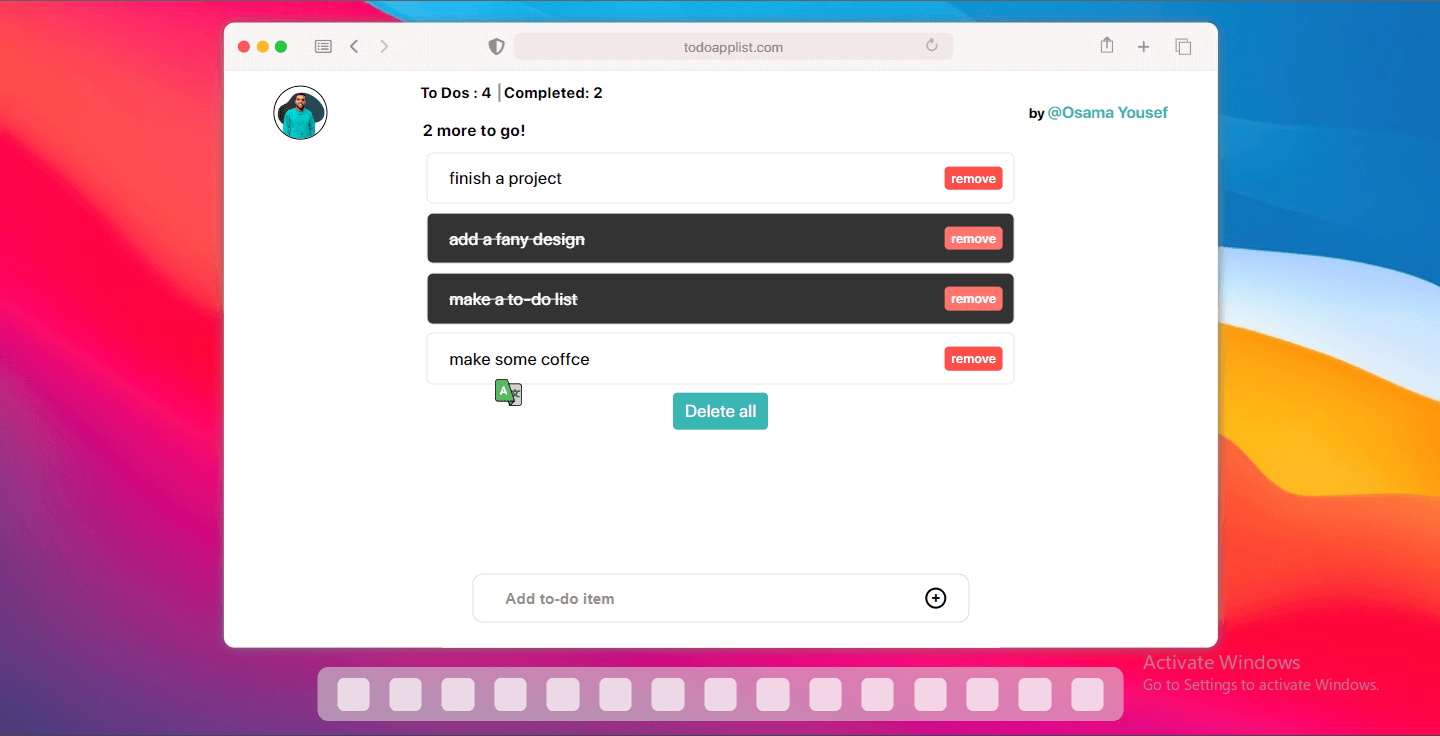 todoapplist.com
To Dos : 4 | Completed: 2
by @Osama Yousef
2 more to go!
finish a project remove
add a fany design remove
make a to-do list remove
make some coffce remove
A
Delete all
Add to-do item
Activate Windows
Go to Settings to activate Windows.